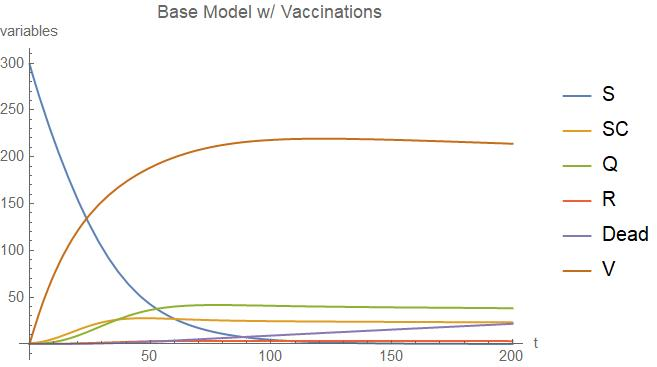 Base Model w/ Vaccinations
variables
300
250
200
150
100
50
50 100 150 200 t
S
SC
Q
R
Dead
V